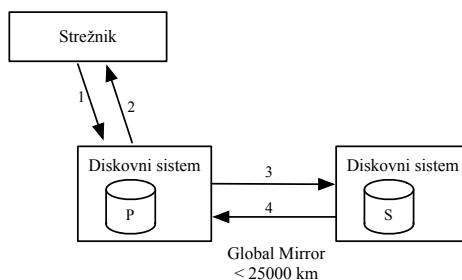 Strežnik
1
2
Diskovni sistem
P
3
4
Diskovni sistem
S
Global Mirror
< 25000 km